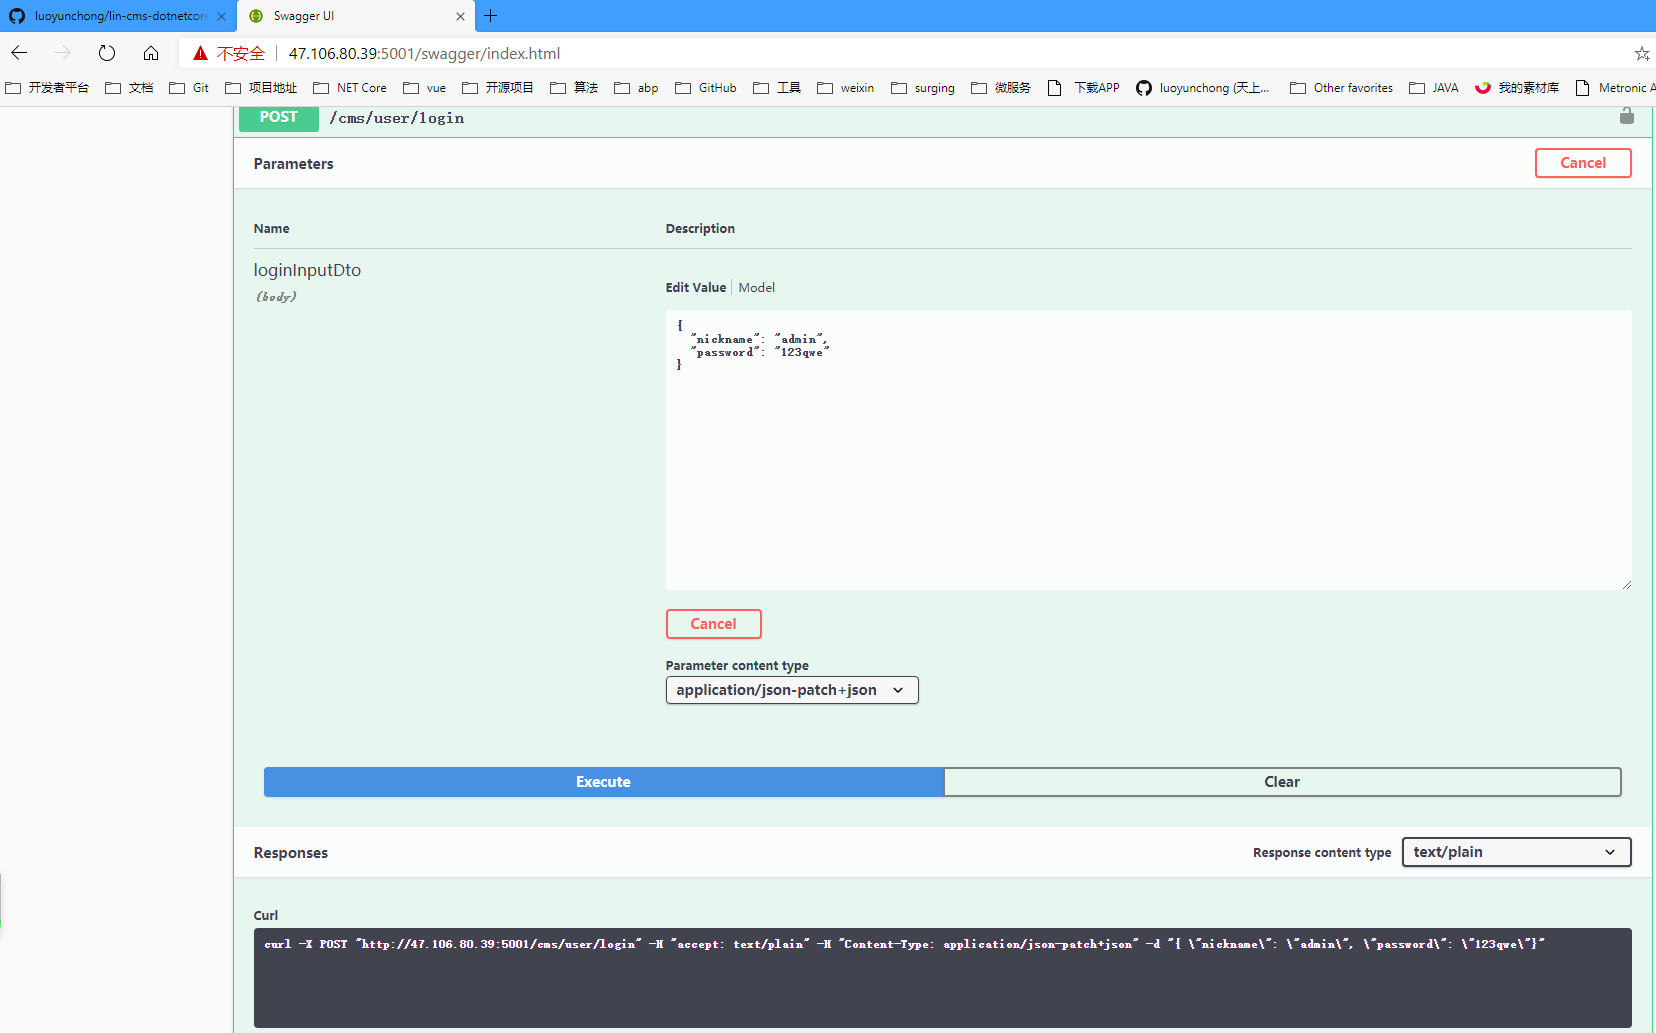 luoyunchong/lin-cms-dotnetcore
Swagger UI
不安全 47.106.80.39:5001/swagger/index.html
开发者平台 文档 Git 项目地址 NET Core vue 开源项目 算法 abp GitHub 工具 weixin surging 微服务 下载APP luoyunchong (天上... Other favorites JAVA 我的素材库 Metronic A
POST /cms/user/login
Parameters
Cancel
Name Description
loginInputDto
(body)
Edit Value Model
{
"nickname": "admin",
"password": "123qwe"
}
Cancel
Parameter content type
application/json-patch+json
Execute Clear
Responses Response content type text/plain
Curl
curl -X POST "http://47.106.80.39:5001/cms/user/login" -H "accept: text/plain" -H "Content-Type: application/json-patch+json" -d "{ \"nickname\": \"admin\", \"password\": \"123qwe\"}"